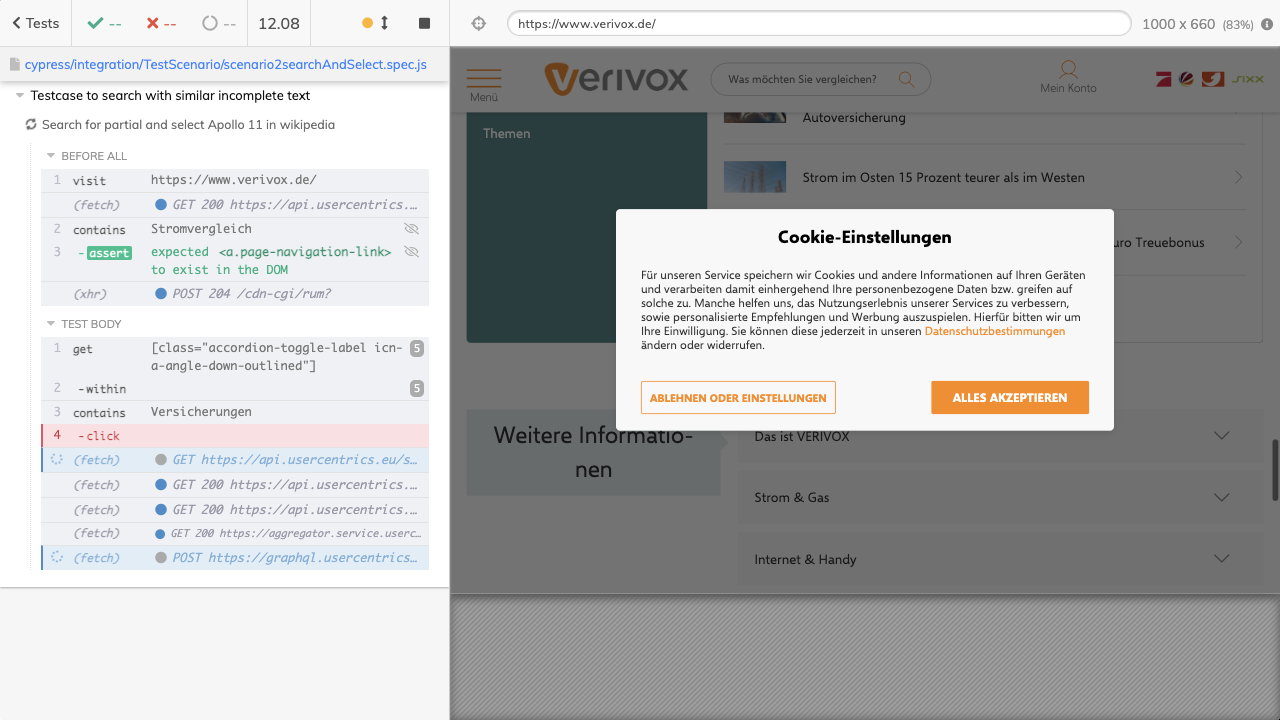 Tests
--
--
--
12.08
https://www.verivox.de/
1000 x 660 (83%)
cypress/integration/TestScenario/scenario2searchAndSelect.spec.js
Testcase to search with similar incomplete text
Search for partial and select Apollo 11 in wikipedia
BEFORE ALL
1 visit https://www.verivox.de/
(fetch) GET 200 https://api.usercentrics.…
2 contains Stromvergleich
3 -assert expected <a.page-navigation-link>
to exist in the DOM
(xhr) POST 204 /cdn-cgi/rum?
TEST BODY
1 get [class="accordion-toggle-label icn- 5
a-angle-down-outlined"]
2 -within 5
3 contains Versicherungen
4 -click
(fetch) GET https://api.usercentrics.eu/s…
(fetch) GET 200 https://api.usercentrics.…
(fetch) GET 200 https://api.usercentrics.…
(fetch) GET 200 https://aggregator.service.userc…
(fetch) POST https://graphql.usercentrics…
Menü
Verivox
Was möchten Sie vergleichen?
Mein Konto
sixx
Themen
Autoversicherung
Strom im Osten 15 Prozent teurer als im Westen
uro Treuebonus
Cookie-Einstellungen
Für unseren Service speichern wir Cookies und andere Informationen auf Ihren Geräten
und verarbeiten damit einhergehend Ihre personenbezogene Daten bzw. greifen auf
solche zu. Manche helfen uns, das Nutzungserlebnis unserer Services zu verbessern,
sowie personalisierte Empfehlungen und Werbung auszuspielen. Hierfür bitten wir um
Ihre Einwilligung. Sie können diese jederzeit in unseren Datenschutzbestimmungen
ändern oder widerrufen.
ABLEHNEN ODER EINSTELLUNGEN
ALLES AKZEPTIEREN
Weitere Informatio-
nen
Das ist VERIVOX
Strom & Gas
Internet & Handy